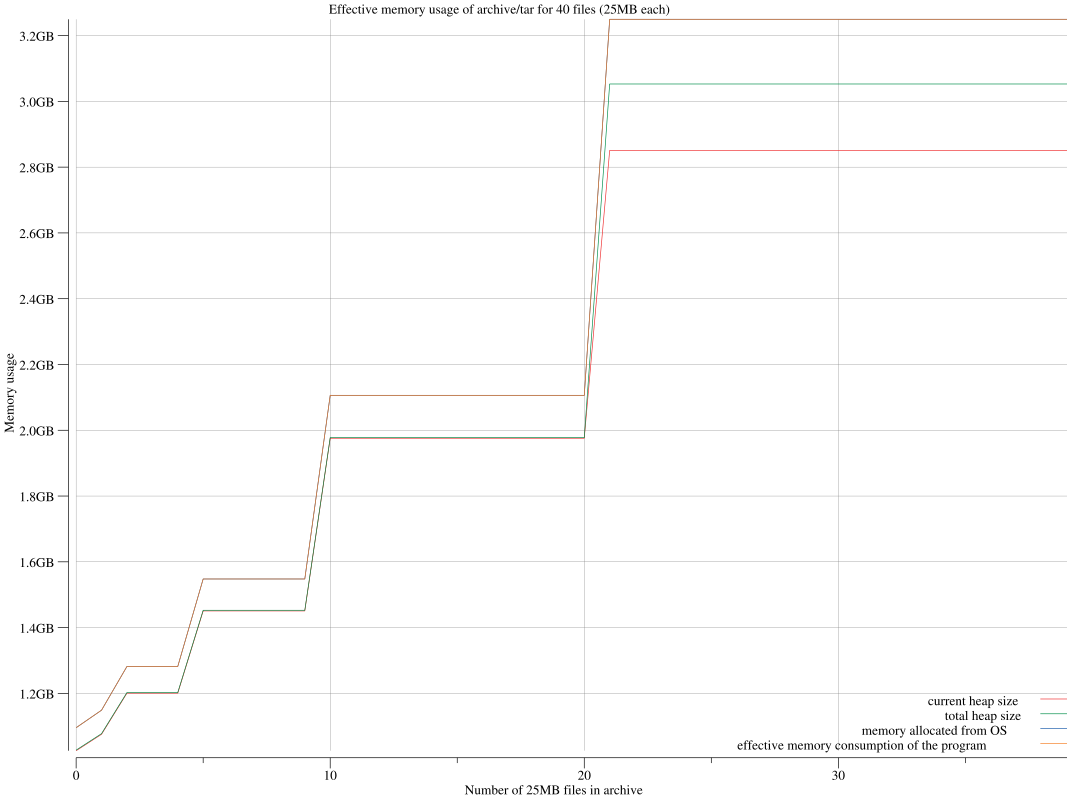 Effective memory usage of archive/tar for 40 files (25MB each)
3.2GB
3.0GB
2.8GB
2.6GB
2.4GB
2.2GB
2.0GB
1.8GB
1.6GB
1.4GB
1.2GB
Memory usage
current heap size
total heap size
memory allocated from OS
effective memory consumption of the program
0
10
20
30
Number of 25MB files in archive